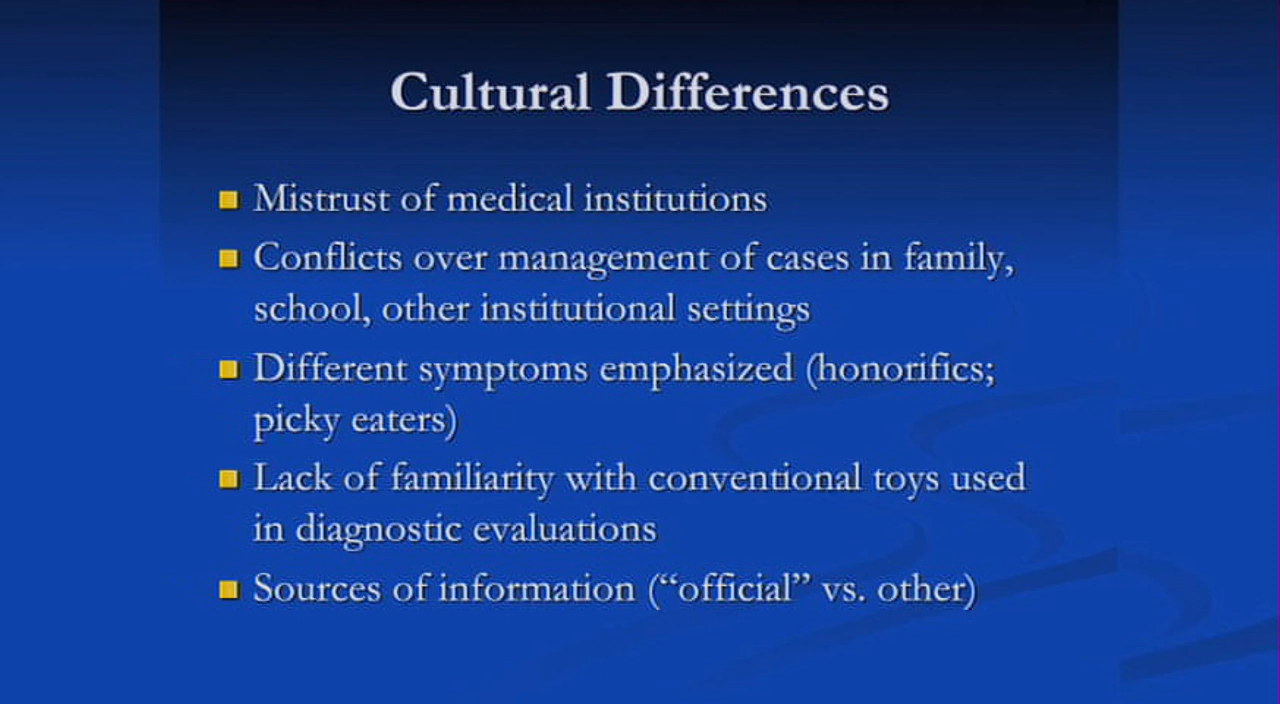 Cultural Differences
Mistrust of medical institutions
Conflicts over management of cases in family,
school, other institutional settings
Different symptoms emphasized (honorifics;
picky eaters)
Lack of familiarity with conventional toys used
in diagnostic evaluations
Sources of information (“official” vs. other)